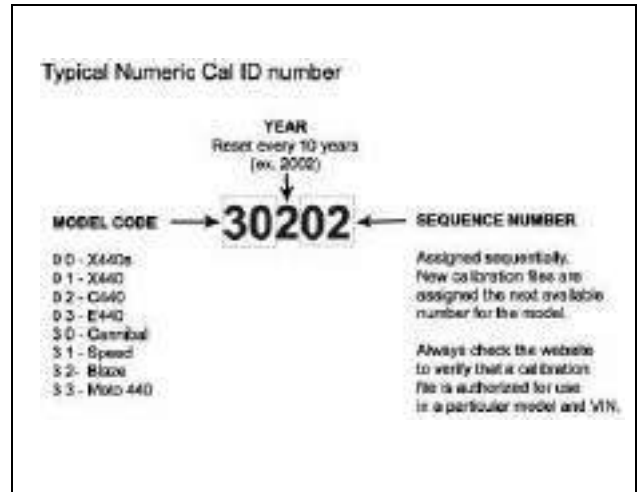 Typical Numeric Cal ID number
YEAR
Reset every 10 years
(ex. 2002)
MODEL CODE
30202
SEQUENCE NUMBER
0 0 - X440s
0 1 - X440
0 2 - C440
0 3 - E440
3 0 - Cannibal
3 1 - Speed
3 2- Blaze
3 3 - Moto 440
Assigned sequentially.
New calibration files are
assigned the next available
number for the model.
Always check the website
to verify that a calibration
file is authorized for use
in a particular model and VIN.